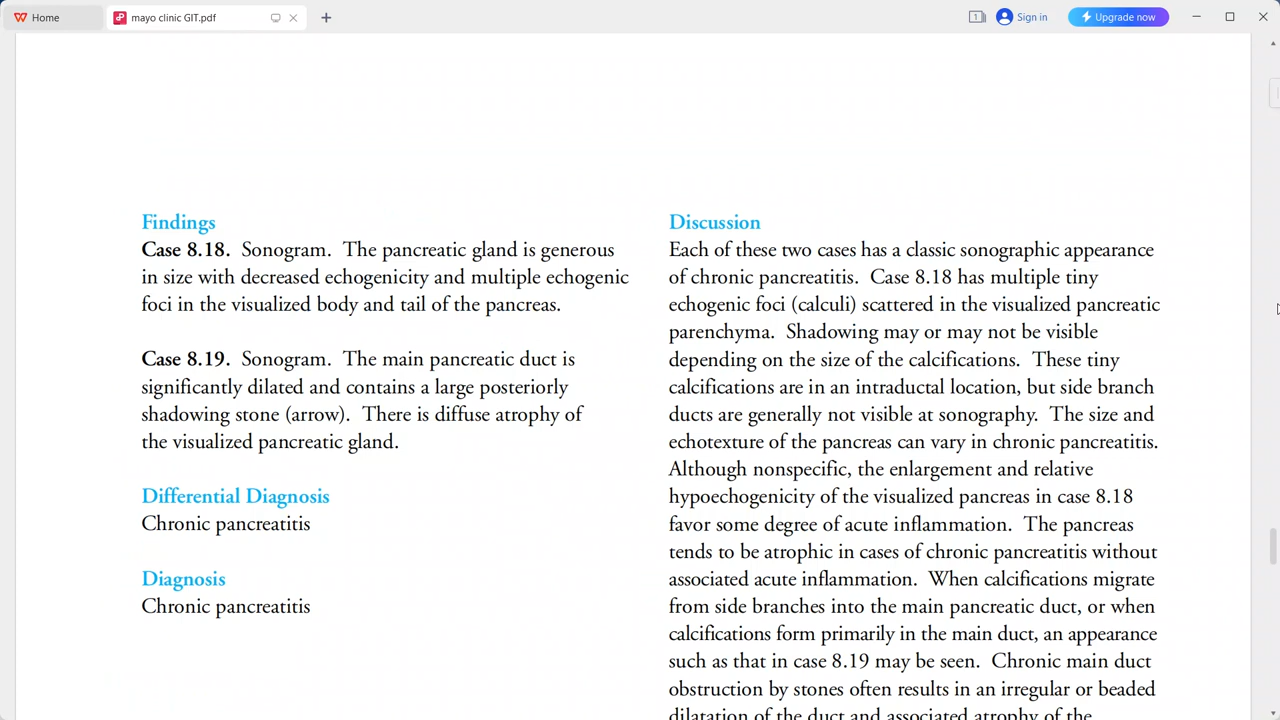 Home
mayo clinic GIT.pdf
1
Sign in
Upgrade now
Findings
Case 8.18. Sonogram. The pancreatic gland is generous
in size with decreased echogenicity and multiple echogenic
foci in the visualized body and tail of the pancreas.
Case 8.19. Sonogram. The main pancreatic duct is
significantly dilated and contains a large posteriorly
shadowing stone (arrow). There is diffuse atrophy of
the visualized pancreatic gland.
Differential Diagnosis
Chronic pancreatitis
Diagnosis
Chronic pancreatitis
Discussion
Each of these two cases has a classic sonographic appearance
of chronic pancreatitis. Case 8.18 has multiple tiny
echogenic foci (calculi) scattered in the visualized pancreatic
parenchyma. Shadowing may or may not be visible
depending on the size of the calcifications. These tiny
calcifications are in an intraductal location, but side branch
ducts are generally not visible at sonography. The size and
echotexture of the pancreas can vary in chronic pancreatitis.
Although nonspecific, the enlargement and relative
hypoechogenicity of the visualized pancreas in case 8.18
favor some degree of acute inflammation. The pancreas
tends to be atrophic in cases of chronic pancreatitis without
associated acute inflammation. When calcifications migrate
from side branches into the main pancreatic duct, or when
calcifications form primarily in the main duct, an appearance
such as that in case 8.19 may be seen. Chronic main duct
obstruction by stones often results in an irregular or beaded
dilatation of the duct and associated atrophy of the